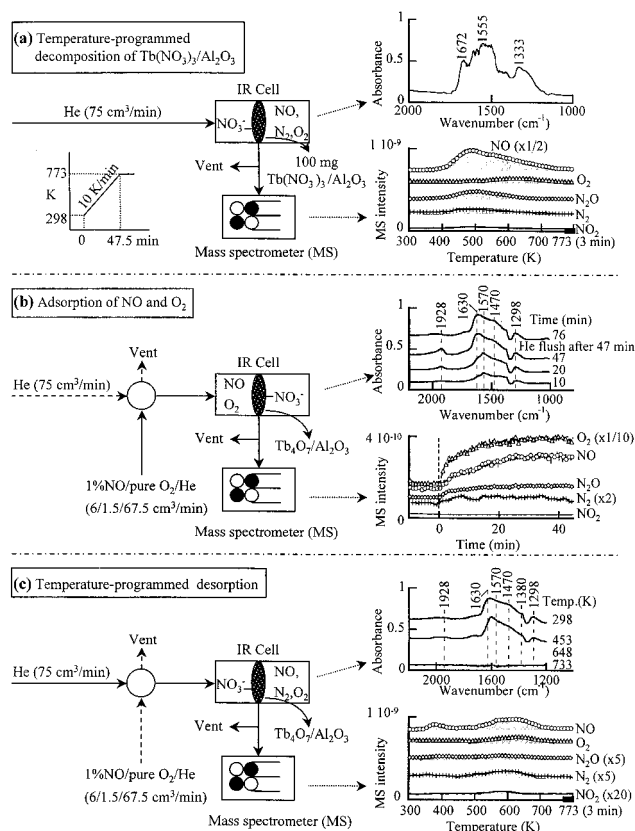 (a) Temperature-programmed
decomposition of Tb(NO₃)₃/Al₂O₃
IR Cell
He (75 cm³/min)
NO₃⁻
NO,
N₂,O₂
Vent
100 mg
Tb(NO₃)₃/Al₂O₃
773
K
298
10 K/min
0
47.5 min
Mass spectrometer (MS)
Absorbance
1
0.5
0
1672
1555
1333
2000
1500
1000
Wavenumber (cm⁻¹)
MS intensity
1 10⁻⁹
0
NO (x1/2)
O₂
N₂O
N₂
NO₂
300
400
500
600
700
773 (3 min)
Temperature (K)
(b) Adsorption of NO and O₂
Vent
He (75 cm³/min)
IR Cell
NO
O₂
NO₃⁻
Vent
Tb₄O₇/Al₂O₃
1%NO/pure O₂/He
(6/1.5/67.5 cm³/min)
Mass spectrometer (MS)
Absorbance
1
0.5
0
1928
1630
1570
1470
1298
Time (min)
76
He flush after 47 min
47
20
10
2000
1600
1200
Wavenumber (cm⁻¹)
MS intensity
4 10⁻¹⁰
0
O₂ (x1/10)
NO
N₂O
N₂ (x2)
NO₂
0
20
40
Time (min)
(c) Temperature-programmed desorption
Vent
He (75 cm³/min)
IR Cell
NO₃⁻
NO,
N₂,O₂
Vent
Tb₄O₇/Al₂O₃
1%NO/pure O₂/He
(6/1.5/67.5 cm³/min)
Mass spectrometer (MS)
Absorbance
1
0.5
0
1928
1630
1570
1470
1380
1298
Temp.(K)
298
453
648
733
2000
1600
1200
Wavenumber (cm⁻¹)
MS intensity
1 10⁻⁹
0
NO
O₂
N₂O (x5)
N₂ (x5)
NO₂ (x20)
300
400
500
600
700
773 (3 min)
Temperature (K)